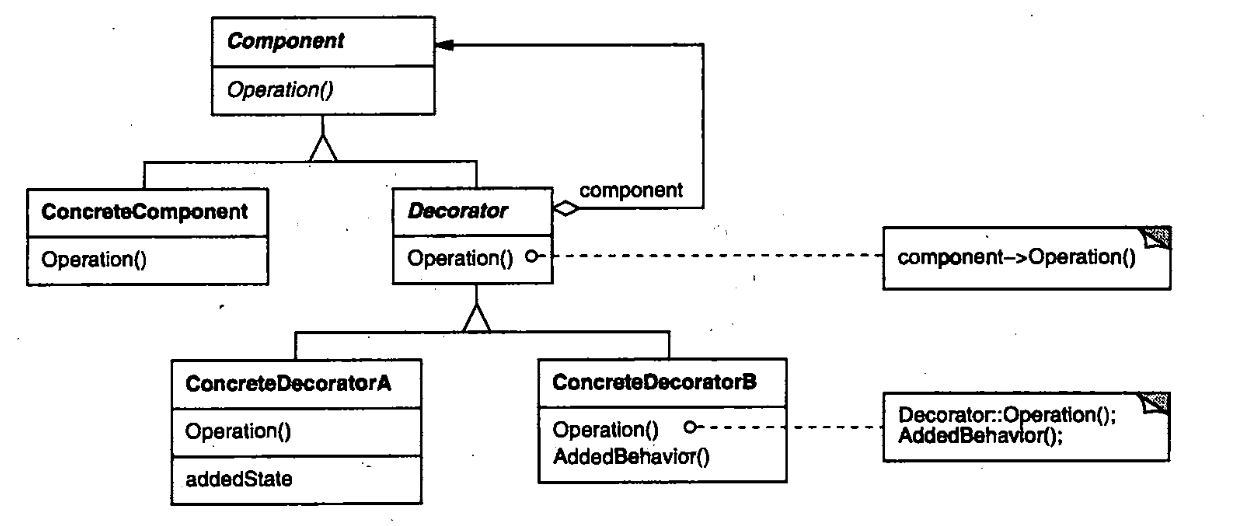 Component
Operation()
component
ConcreteComponent
Operation()
Decorator
Operation()
component–>Operation()
ConcreteDecoratorA
Operation()
addedState
ConcreteDecoratorB
Operation()
AddedBehavior()
Decorator::Operation();
AddedBehavior();